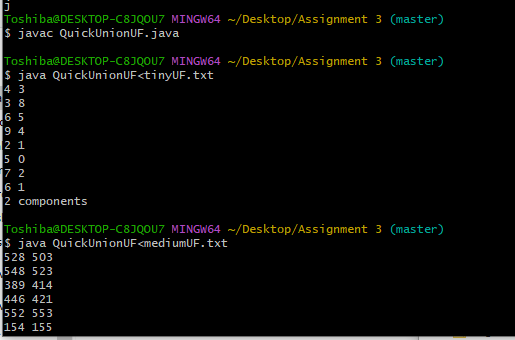 j
Toshiba@DESKTOP-C8JQOU7 MINGW64 ~/Desktop/Assignment 3 (master)
$ javac QuickUnionUF.java
Toshiba@DESKTOP-C8JQOU7 MINGW64 ~/Desktop/Assignment 3 (master)
$ java QuickUnionUF<tinyUF.txt
4 3
3 8
6 5
9 4
2 1
5 0
7 2
6 1
2 components
Toshiba@DESKTOP-C8JQOU7 MINGW64 ~/Desktop/Assignment 3 (master)
$ java QuickUnionUF<mediumUF.txt
528 503
548 523
389 414
446 421
552 553
154 155